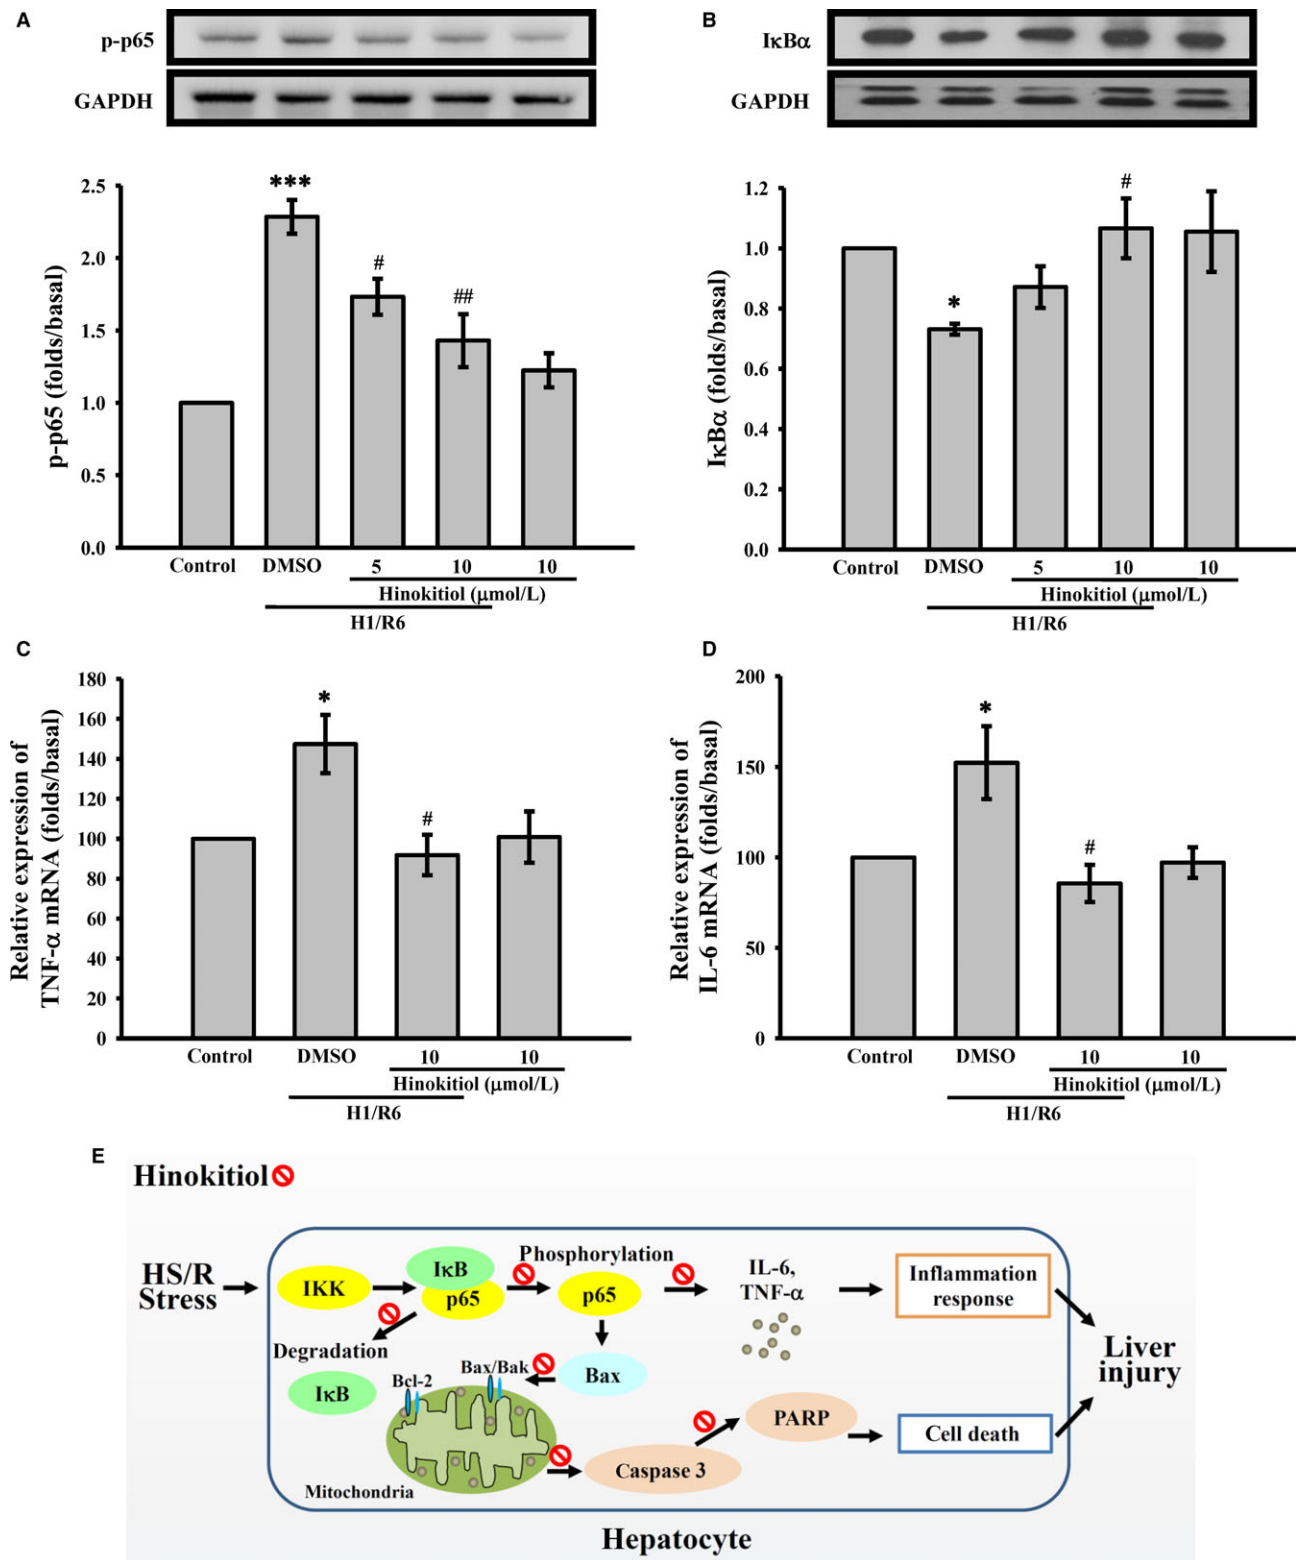 A
p-p65
GAPDH
p-p65 (folds/basal)
2.5
2.0
1.5
1.0
0.5
0.0
***
#
##
Control
DMSO
5
10
10
Hinokitiol (μmol/L)
H1/R6
B
IκBα
GAPDH
IκBα (folds/basal)
1.2
1.0
0.8
0.6
0.4
0.2
0.0
*
#
Control
DMSO
5
10
10
Hinokitiol (μmol/L)
H1/R6
C
Relative expression of
TNF-α mRNA (folds/basal)
180
160
140
120
100
80
60
40
20
0
*
#
Control
DMSO
10
10
Hinokitiol (μmol/L)
H1/R6
D
Relative expression of
IL-6 mRNA (folds/basal)
200
150
100
50
0
*
#
Control
DMSO
10
10
Hinokitiol (μmol/L)
H1/R6
E
Hinokitiol
HS/R
Stress
IKK
IκB
p65
Phosphorylation
p65
IL-6,
TNF-α
Inflammation
response
Degradation
IκB
Bcl-2
Bax/Bak
Bax
Mitochondria
Caspase 3
PARP
Cell death
Liver
injury
Hepatocyte